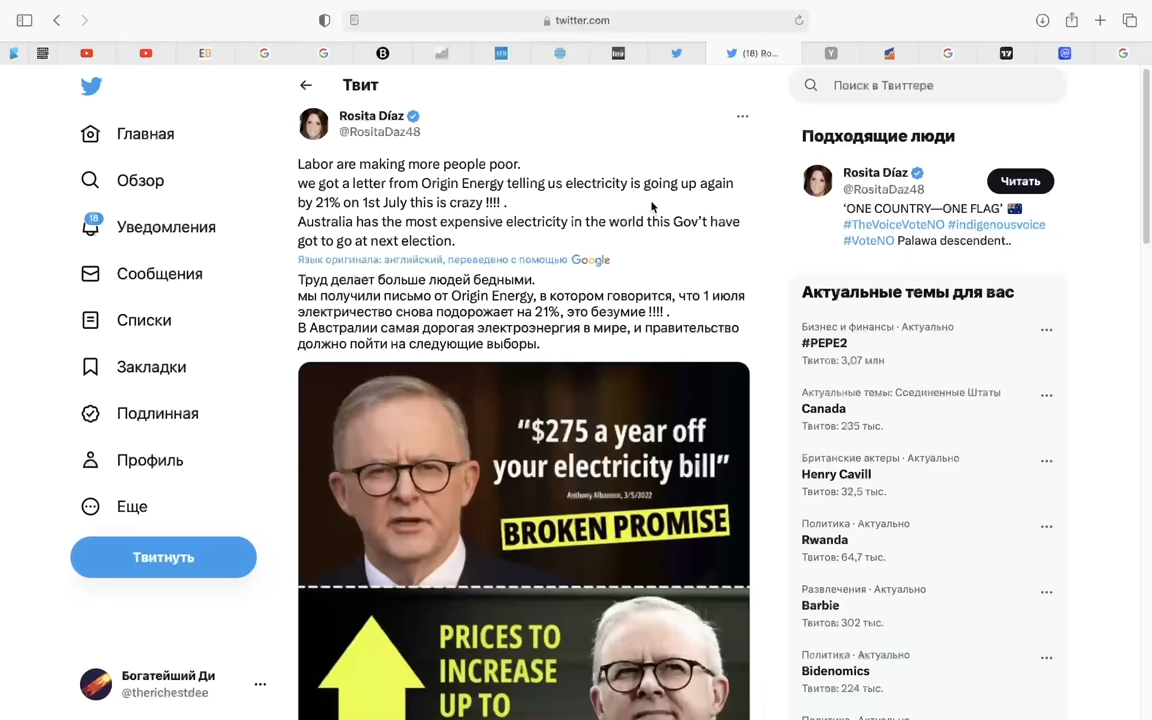 twitter.com
EB
B
(18) Ro...
Y
17
Твит
Поиск в Твиттере
Rosita Díaz
@RositaDaz48
Labor are making more people poor.
we got a letter from Origin Energy telling us electricity is going up again
by 21% on 1st July this is crazy !!!! .
Australia has the most expensive electricity in the world this Gov't have
got to go at next election.
Язык оригинала: английский, переведено с помощью Google
Труд делает больше людей бедными.
мы получили письмо от Origin Energy, в котором говорится, что 1 июля
электричество снова подорожает на 21%, это безумие !!!! .
В Австралии самая дорогая электроэнергия в мире, и правительство
должно пойти на следующие выборы.
“$275 a year off
your electricity bill”
Anthony Albanese, 3/5/2022
BROKEN PROMISE
PRICES TO
INCREASE
UP TO
Главная
Обзор
18
Уведомления
Сообщения
Списки
Закладки
Подлинная
Профиль
Еще
Твитнуть
Богатейший Ди
@therichestdee
Подходящие люди
Rosita Díaz
@RositaDaz48
Читать
‘ONE COUNTRY—ONE FLAG’
#TheVoiceVoteNO #indigenousvoice
#VoteNO Palawa descendent..
Актуальные темы для вас
Бизнес и финансы · Актуально
#PEPE2
Твитов: 3,07 млн
Актуальные темы: Соединенные Штаты
Canada
Твитов: 235 тыс.
Британские актеры · Актуально
Henry Cavill
Твитов: 32,5 тыс.
Политика · Актуально
Rwanda
Твитов: 64,7 тыс.
Развлечения · Актуально
Barbie
Твитов: 302 тыс.
Политика · Актуально
Bidenomics
Твитов: 224 тыс.